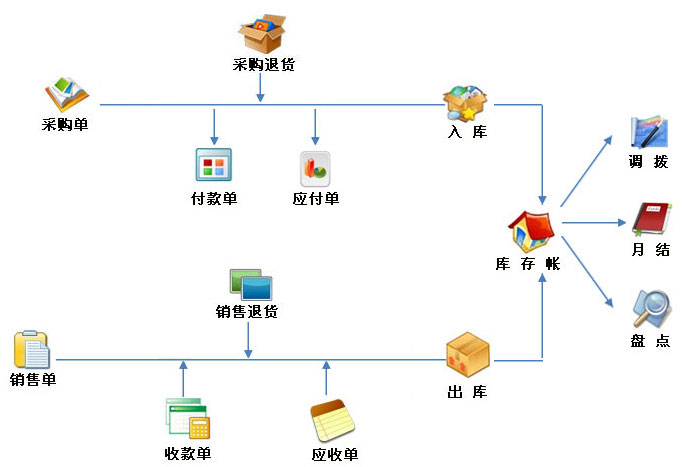 采购退货
采购单
入 库
调 拨
付款单
应付单
月 结
库 存 帐
销售退货
盘 点
销售单
出 库
收款单
应收单